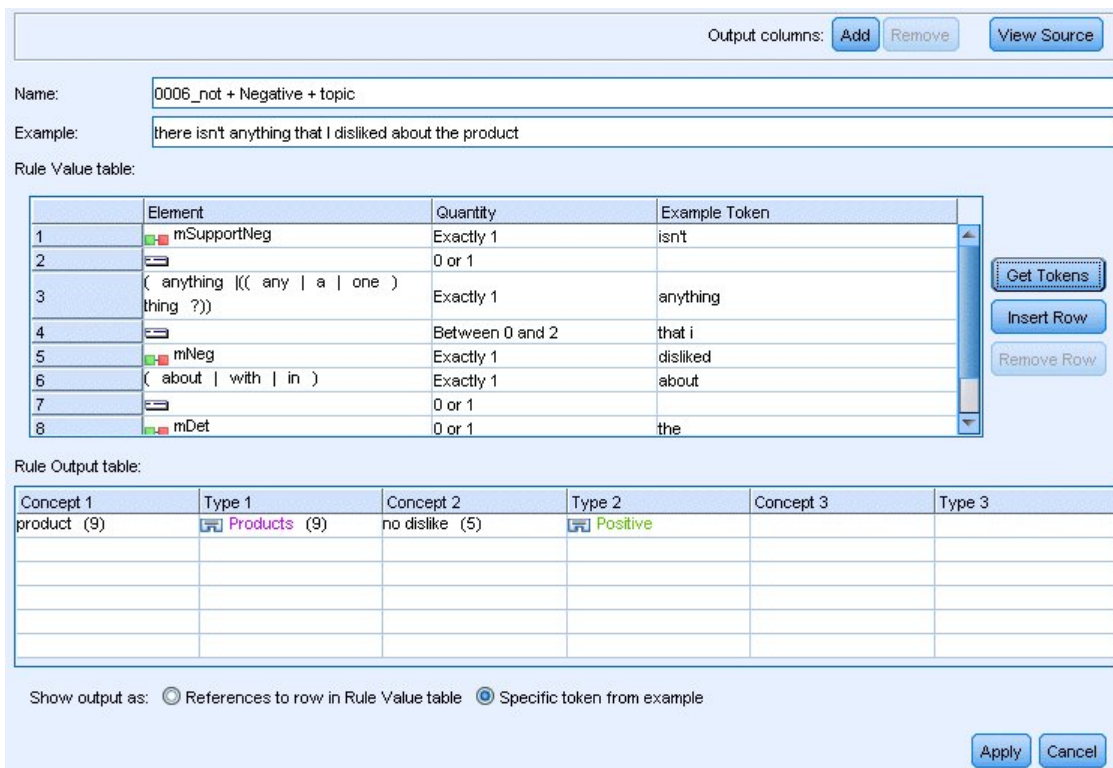 Output columns: Add Remove View Source
Name: 0006_not + Negative + topic
Example: there isn't anything that I disliked about the product
Rule Value table:
Element Quantity Example Token
1 mSupportNeg Exactly 1 isn't
2 0 or 1
3 ( anything |(( any | a | one ) thing ?)) Exactly 1 anything
4 Between 0 and 2 that i
5 mNeg Exactly 1 disliked
6 ( about | with | in ) Exactly 1 about
7 0 or 1
8 mDet 0 or 1 the
Get Tokens
Insert Row
Remove Row
Rule Output table:
Concept 1 Type 1 Concept 2 Type 2 Concept 3 Type 3
product (9) Products (9) no dislike (5) Positive
Show output as: References to row in Rule Value table Specific token from example
Apply Cancel